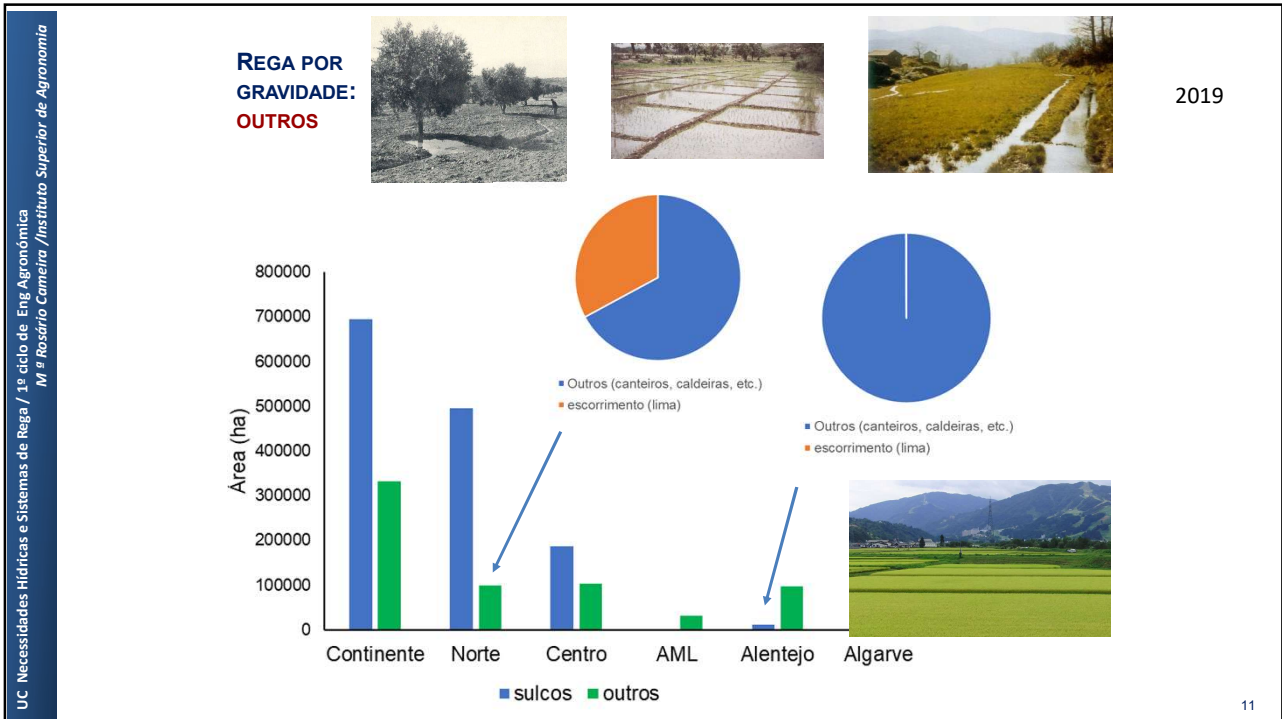 UC Necessidades Hídricas e Sistemas de Rega / 1º ciclo de Eng Agronómica
Mª Rosário Cameira /Instituto Superior de Agronomia
REGA POR
GRAVIDADE:
OUTROS
2019
Outros (canteiros, caldeiras, etc.)
escorrimento (lima)
Outros (canteiros, caldeiras, etc.)
escorrimento (lima)
Área (ha)
800000
700000
600000
500000
400000
300000
200000
100000
0
Continente Norte Centro AML Alentejo Algarve
sulcos outros
11